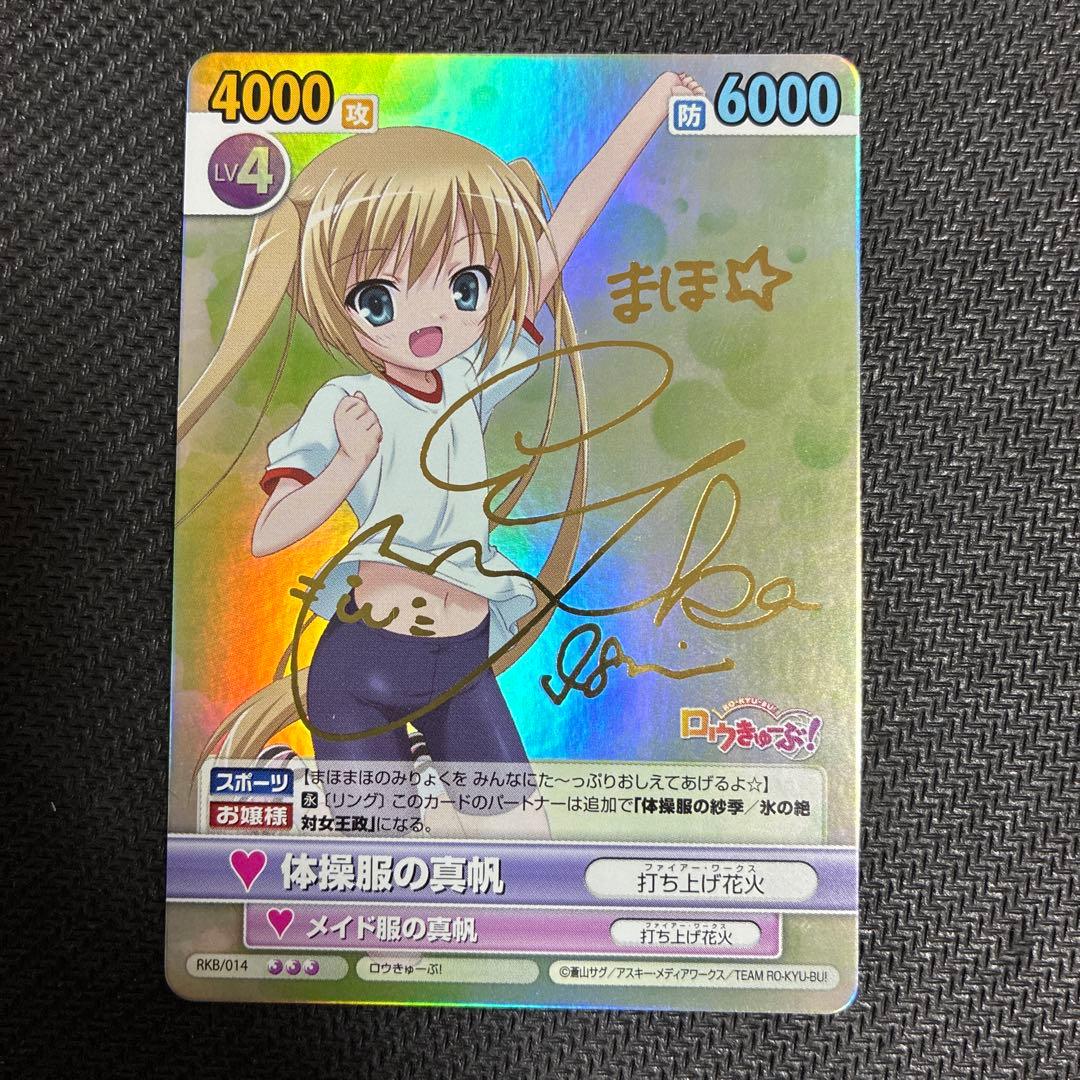 4000 攻
防 6000
LV4
まほ☆
RO-KYU-BU!
ロウきゅーぶ!
スポーツ
お嬢様
【まほまほのみりょくを みんなにた～っぷりおしえてあげるよ☆】
永〔リング〕このカードのパートナーは追加で「体操服の紗季／氷の絶
対女王政」になる。
ファイアー・ワークス
体操服の真帆 打ち上げ花火
ファイアー・ワークス
メイド服の真帆 打ち上げ花火
RKB/014 ロウきゅーぶ! ©蒼山サグ／アスキー・メディアワークス／TEAM RO-KYU-BU!